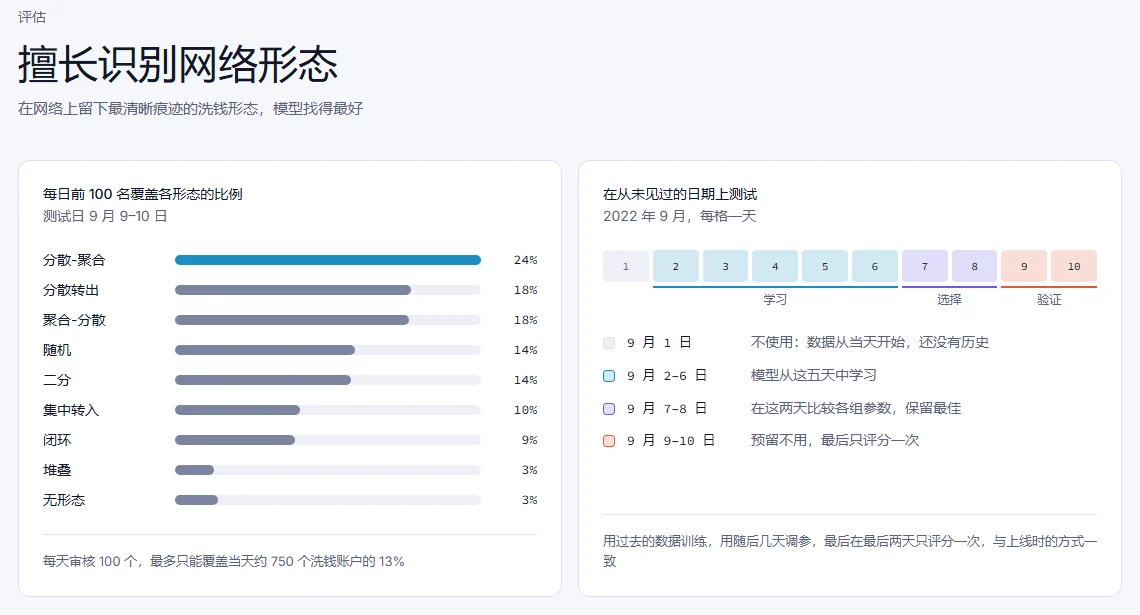 评估
擅长识别网络形态
在网络上留下最清晰痕迹的洗钱形态，模型找得最好
每日前 100 名覆盖各形态的比例
测试日 9 月 9–10 日
分散-聚合 24%
分散转出 18%
聚合-分散 18%
随机 14%
二分 14%
集中转入 10%
闭环 9%
堆叠 3%
无形态 3%
每天审核 100 个，最多只能覆盖当天约 750 个洗钱账户的 13%
在从未见过的日期上测试
2022 年 9 月，每格一天
1 2 3 4 5 6 7 8 9 10
学习 选择 验证
9 月 1 日 不使用：数据从当天开始，还没有历史
9 月 2–6 日 模型从这五天中学习
9 月 7–8 日 在这两天比较各组参数，保留最佳
9 月 9–10 日 预留不用，最后只评分一次
用过去的数据训练，用随后几天调参，最后在最后两天只评分一次，与上线时的方式一
致